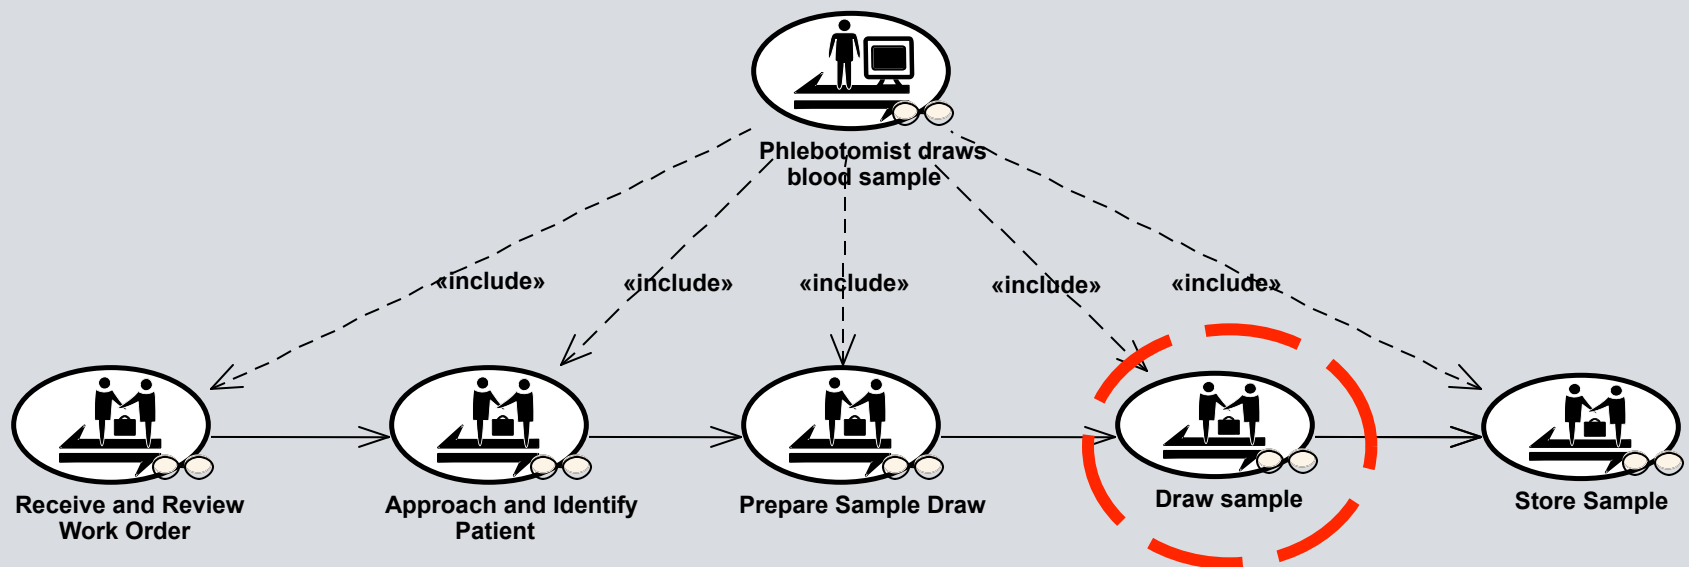 Phlebotomist draws
blood sample
«include»
«include»
«include»
«include»
«include»
Receive and Review
Work Order
Approach and Identify
Patient
Prepare Sample Draw
Draw sample
Store Sample